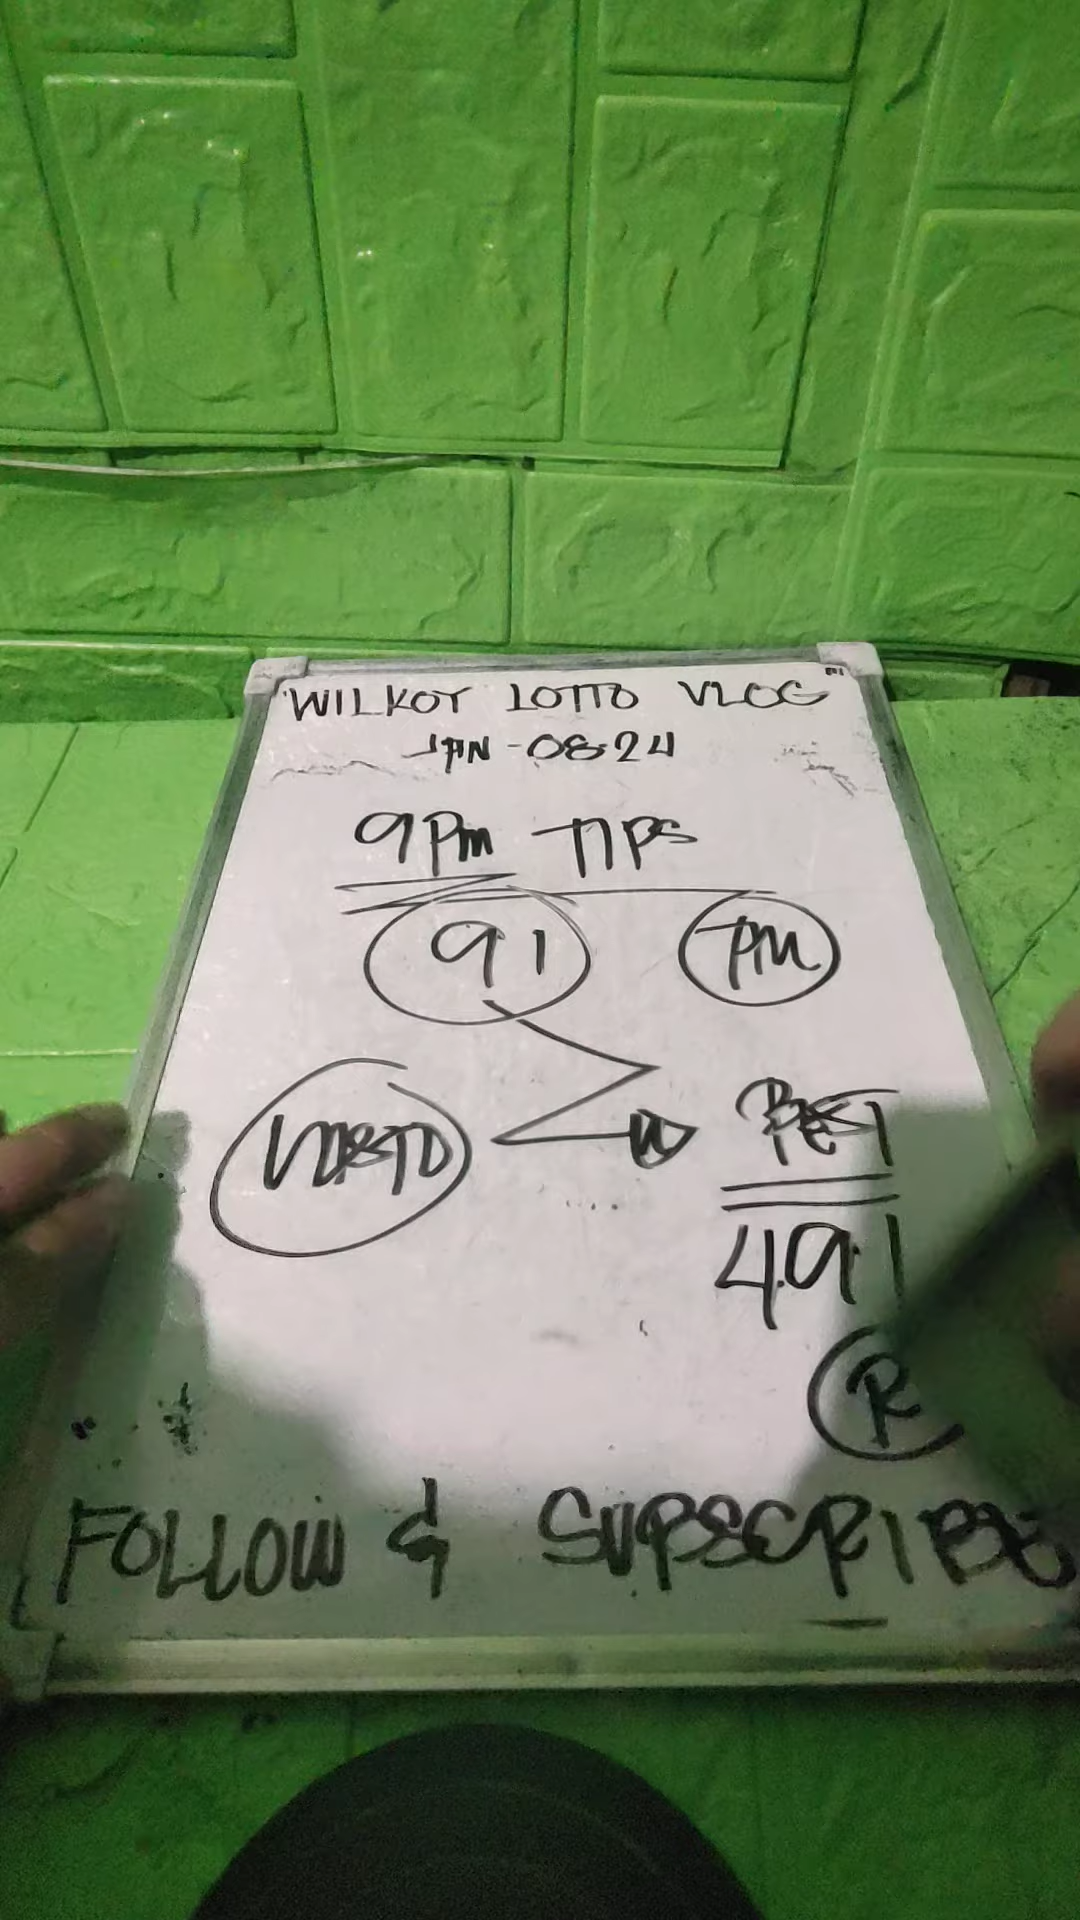 WILKOY LOTTO VLOG
JAN-08-24
9Pm TIPS
91
PM
BEST
491
R
FOLLOW & SUBSCRIBE